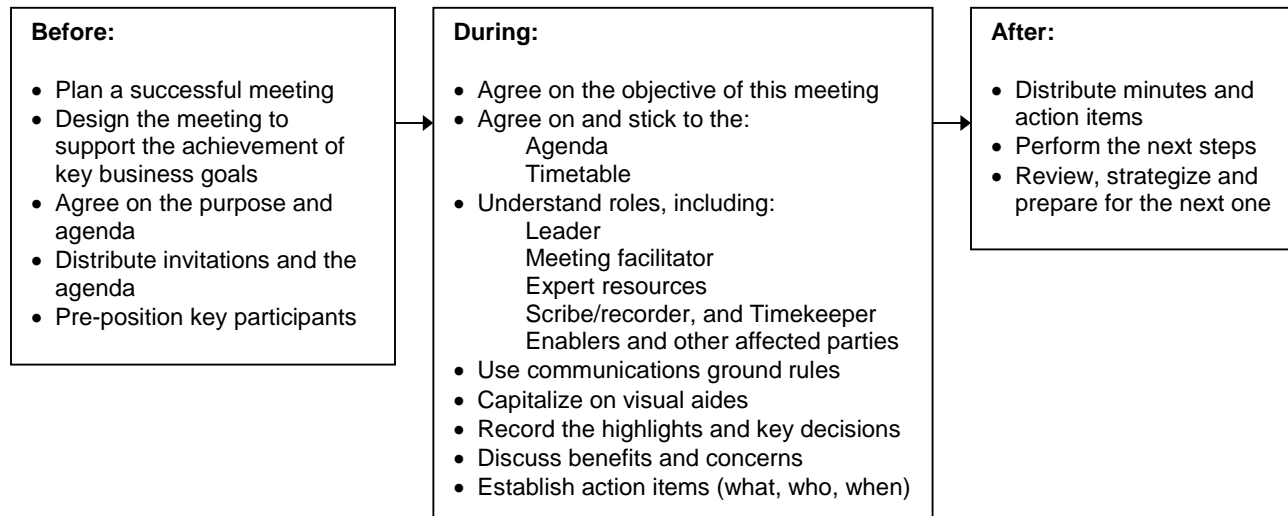 Before:
• Plan a successful meeting
• Design the meeting to
support the achievement of
key business goals
• Agree on the purpose and
agenda
• Distribute invitations and the
agenda
• Pre-position key participants
During:
• Agree on the objective of this meeting
• Agree on and stick to the:
Agenda
Timetable
• Understand roles, including:
Leader
Meeting facilitator
Expert resources
Scribe/recorder, and Timekeeper
Enablers and other affected parties
• Use communications ground rules
• Capitalize on visual aides
• Record the highlights and key decisions
• Discuss benefits and concerns
• Establish action items (what, who, when)
After:
• Distribute minutes and
action items
• Perform the next steps
• Review, strategize and
prepare for the next one